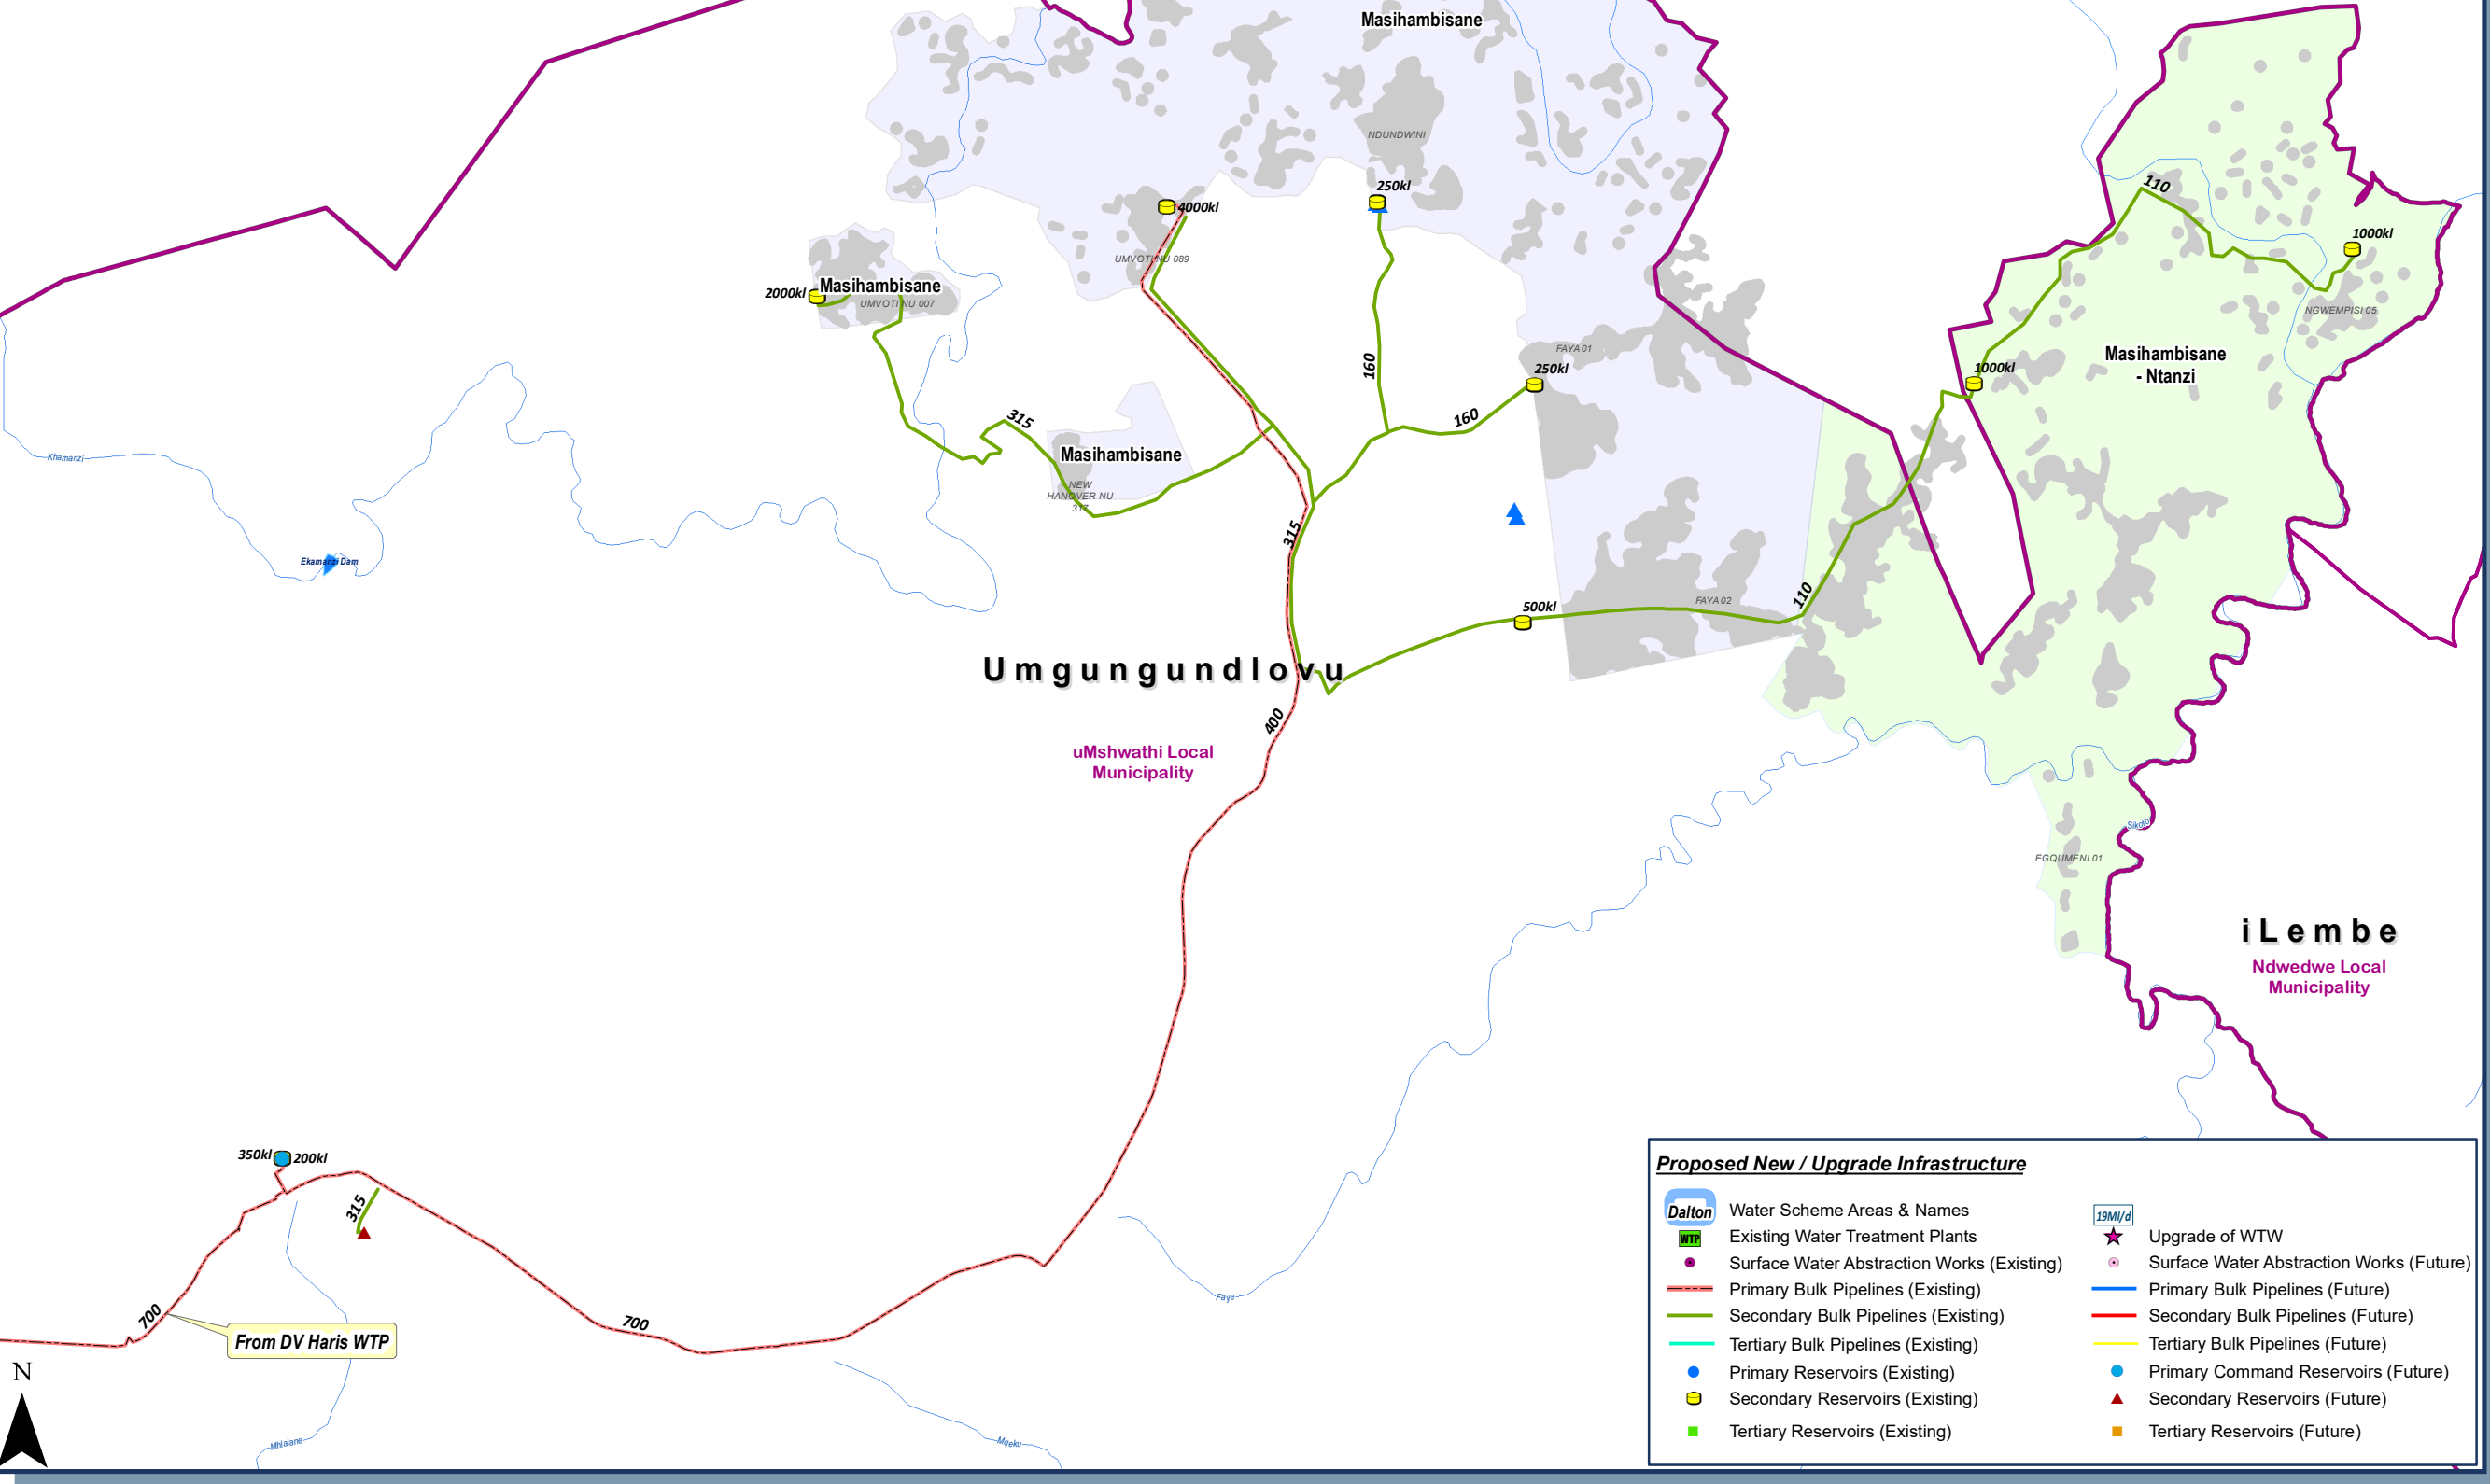 Masihambisane
NDUNDWINI
250kl
4000kl
110
1000kl
UMVOTI NU 089
Masihambisane
2000kl
UMVOTI NU 007
NGWEMPISI 05
FAYA 01
Masihambisane
- Ntanzi
160
250kl
1000kl
315
160
Masihambisane
Khamanzi
NEW
HANOVER NU
317
315
Ekamanzi Dam
110
FAYA 02
500kl
Umgungundlovu
400
uMshwathi Local
Municipality
Sikoto
EGQUMENI 01
iLembe
Ndwedwe Local
Municipality
350kl
200kl
315
Faye
700
700
From DV Haris WTP
N
Mhlalane
Mqeku
Proposed New / Upgrade Infrastructure
Dalton
Water Scheme Areas & Names
19Ml/d
WTP
Existing Water Treatment Plants
Upgrade of WTW
Surface Water Abstraction Works (Existing)
Surface Water Abstraction Works (Future)
Primary Bulk Pipelines (Existing)
Primary Bulk Pipelines (Future)
Secondary Bulk Pipelines (Existing)
Secondary Bulk Pipelines (Future)
Tertiary Bulk Pipelines (Existing)
Tertiary Bulk Pipelines (Future)
Primary Reservoirs (Existing)
Primary Command Reservoirs (Future)
Secondary Reservoirs (Existing)
Secondary Reservoirs (Future)
Tertiary Reservoirs (Existing)
Tertiary Reservoirs (Future)